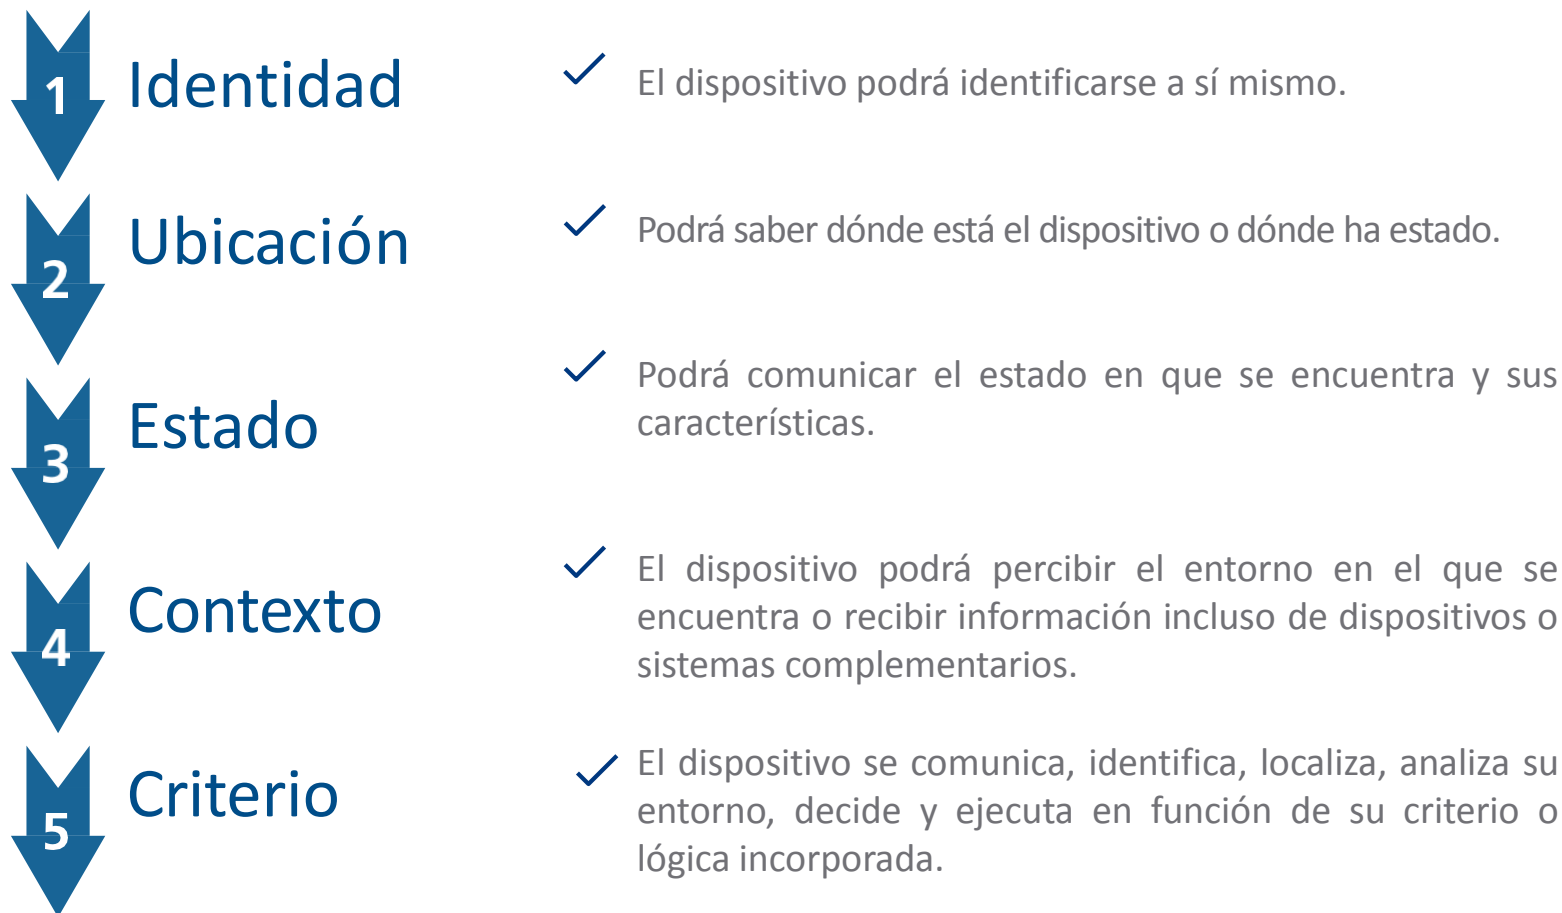 1
Identidad
El dispositivo podrá identificarse a sí mismo.
2
Ubicación
Podrá saber dónde está el dispositivo o dónde ha estado.
3
Estado
Podrá comunicar el estado en que se encuentra y sus
características.
4
Contexto
El dispositivo podrá percibir el entorno en el que se
encuentra o recibir información incluso de dispositivos o
sistemas complementarios.
5
Criterio
El dispositivo se comunica, identifica, localiza, analiza su
entorno, decide y ejecuta en función de su criterio o
lógica incorporada.